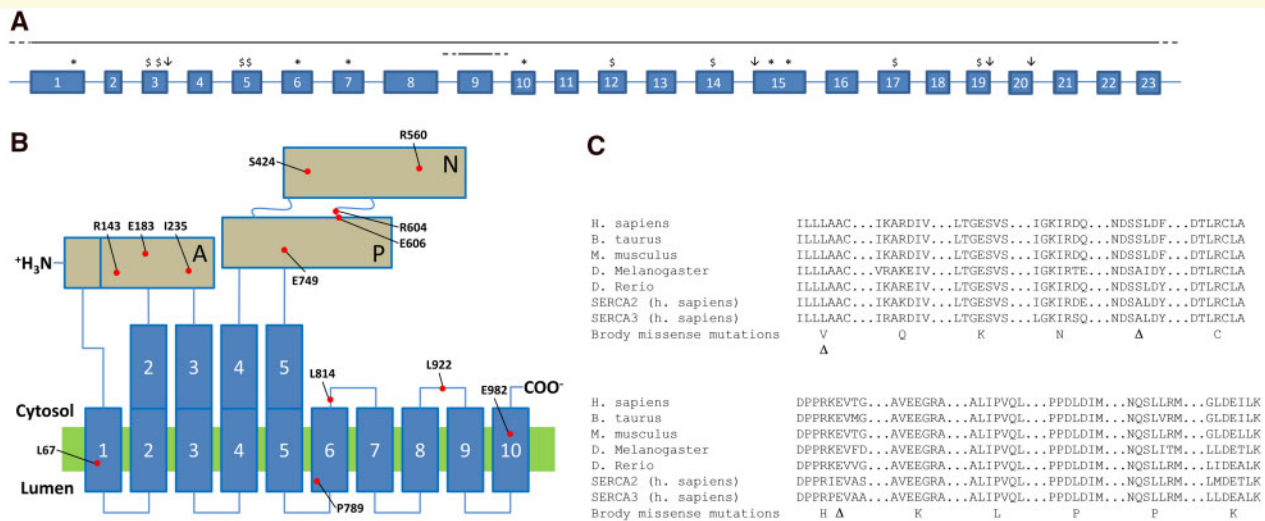 A
* $ $ ↓ $$ * * * $ $ ↓ * * $ $ ↓ ↓
1 2 3 4 5 6 7 8 9 10 11 12 13 14 15 16 17 18 19 20 21 22 23
B
R560
S424
N
R143 E183 I235
R604
E606
A
P
⁺H₃N
E749
2 3 4 5
L814
L922
E982
COO⁻
Cytosol
L67
1 2 3 4 5 6 7 8 9 10
Lumen
P789
C
H. sapiens ILLLAAC...IKARDIV...LTGESVS...IGKIRDQ...NDSSLDF...DTLRCLA
B. taurus ILLLAAC...IKARDIV...LTGESVS...IGKIRDQ...NDSSLDF...DTLRCLA
M. musculus ILLLAAC...IKARDIV...LTGESVS...IGKIRDQ...NDSSLDF...DTLRCLA
D. Melanogaster ILLLAAC...VRAKEIV...LTGESVS...IGKIRTE...NDSAIDY...DTLRCLA
D. Rerio ILLLAAC...IKAREIV...LTGESVS...IGKIRDQ...NDSSLDY...DTLRCLA
SERCA2 (h. sapiens) ILLLAAC...IKAKDIV...LTGESVS...IGKIRDE...NDSALDY...DTLRCLA
SERCA3 (h. sapiens) ILLLAAC...IRARDIV...LTGESVS...LGKIRSQ...NDSALDY...DTLRCLA
Brody missense mutations V Q K N Δ C
Δ
H. sapiens DPPRKEVTG...AVEEGRA...ALIPVQL...PPDLDIM...NQSLLRM...GLDEILK
B. taurus DPPRKEVMG...AVEEGRA...ALIPVQL...PPDLDIM...NQSLVRM...GLDEILK
M. musculus DPPRKEVTG...AVEEGRA...ALIPVQL...PPDLDIM...NQSLLRM...GLDELLK
D. Melanogaster DPPRKEVFD...AVEEGRA...ALIPVQL...PPDLDIM...NQSLITM...LLDETLK
D. Rerio DPPRKEVVG...AVEEGRA...ALIPVQL...PPDLDIM...NQSLLRM...LIDEALK
SERCA2 (h. sapiens) DPPRIEVAS...AVEEGRA...ALIPVQL...PPDLDIM...NQSLLRM...LMDETLK
SERCA3 (h. sapiens) DPPRPEVAA...AVEEGRA...ALIPVQL...PPDLDIM...NQSLLRM...LLDEALK
Brody missense mutations H Δ K L P P K